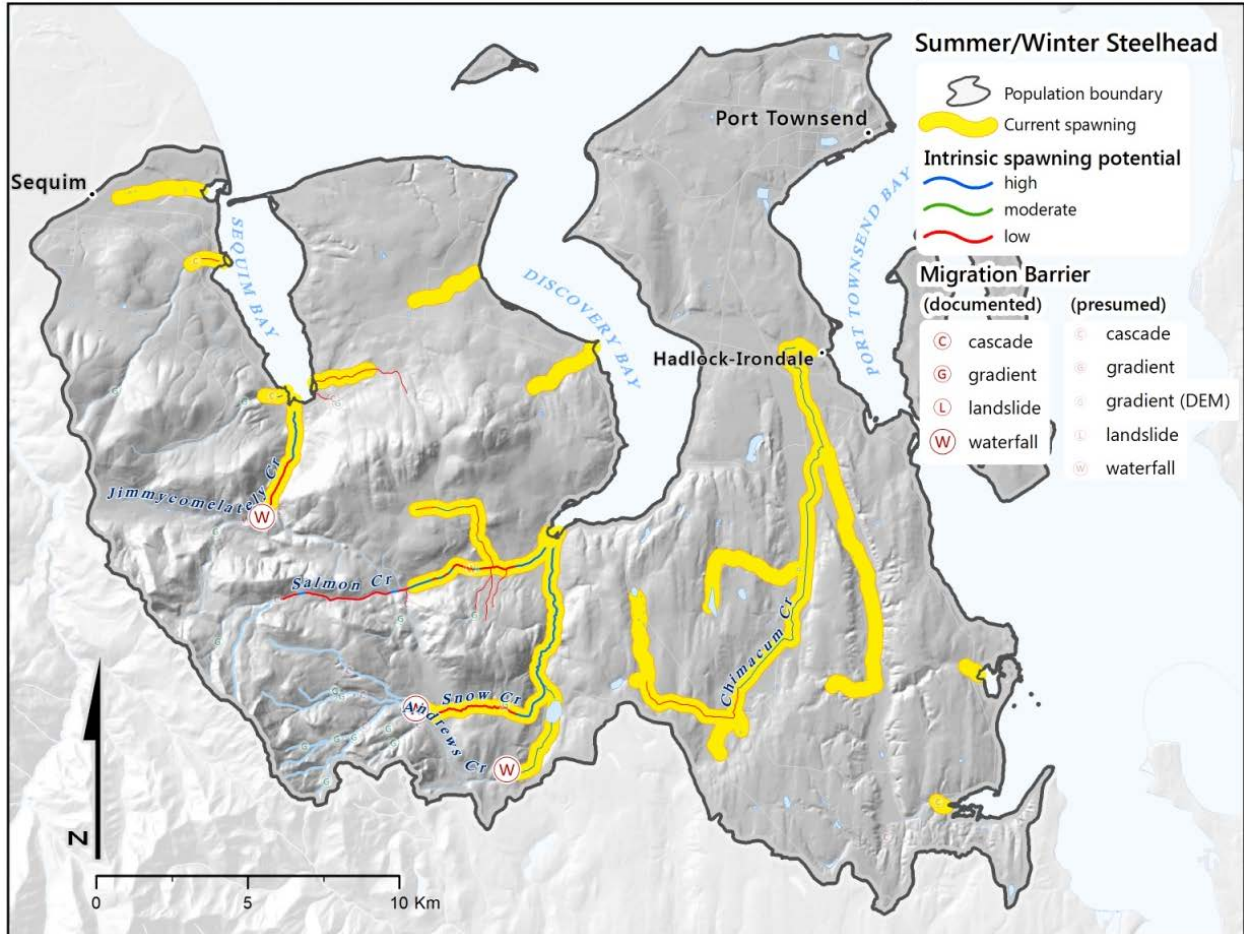 Summer/Winter Steelhead
Population boundary
Current spawning
Intrinsic spawning potential
high
moderate
low
Migration Barrier
(documented)
(presumed)
C cascade
C cascade
G gradient
G gradient
G gradient (DEM)
L landslide
L landslide
W waterfall
W waterfall
Port Townsend
Sequim
SEQUIM BAY
DISCOVERY BAY
PORT TOWNSEND BAY
Hadlock-Irondale
Jimmycomelately Cr
W
Salmon Cr
Chimacum Cr
Snow Cr
Andrews Cr
W
N
0 5 10 Km